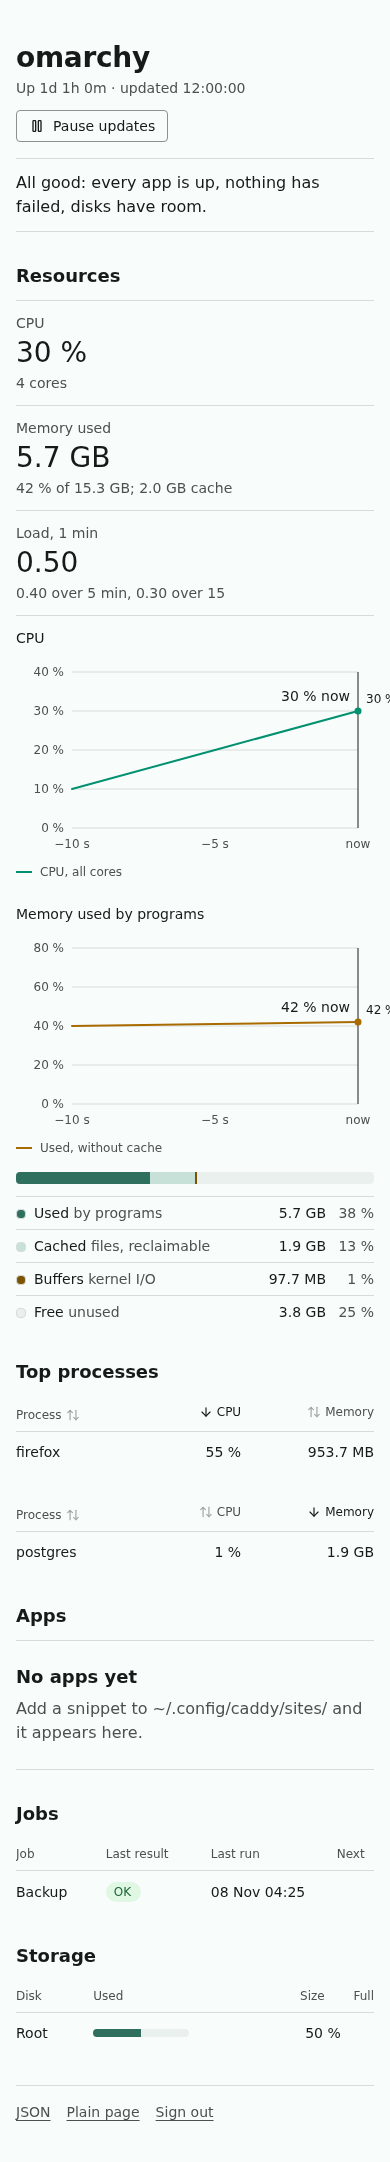 omarchy
Up 1d 1h 0m · updated 12:00:00
Pause updates
All good: every app is up, nothing has
failed, disks have room.
Resources
CPU
30 %
4 cores
Memory used
5.7 GB
42 % of 15.3 GB; 2.0 GB cache
Load, 1 min
0.50
0.40 over 5 min, 0.30 over 15
CPU
40 %
30 % now 30 %
30 %
20 %
10 %
0 %
−10 s −5 s now
CPU, all cores
Memory used by programs
80 %
60 %
42 % now 42 %
40 %
20 %
0 %
−10 s −5 s now
Used, without cache
Used by programs 5.7 GB 38 %
Cached files, reclaimable 1.9 GB 13 %
Buffers kernel I/O 97.7 MB 1 %
Free unused 3.8 GB 25 %
Top processes
Process CPU Memory
firefox 55 % 953.7 MB
Process CPU Memory
postgres 1 % 1.9 GB
Apps
No apps yet
Add a snippet to ~/.config/caddy/sites/ and
it appears here.
Jobs
Job Last result Last run Next
Backup OK 08 Nov 04:25
Storage
Disk Used Size Full
Root 50 %
JSON Plain page Sign out